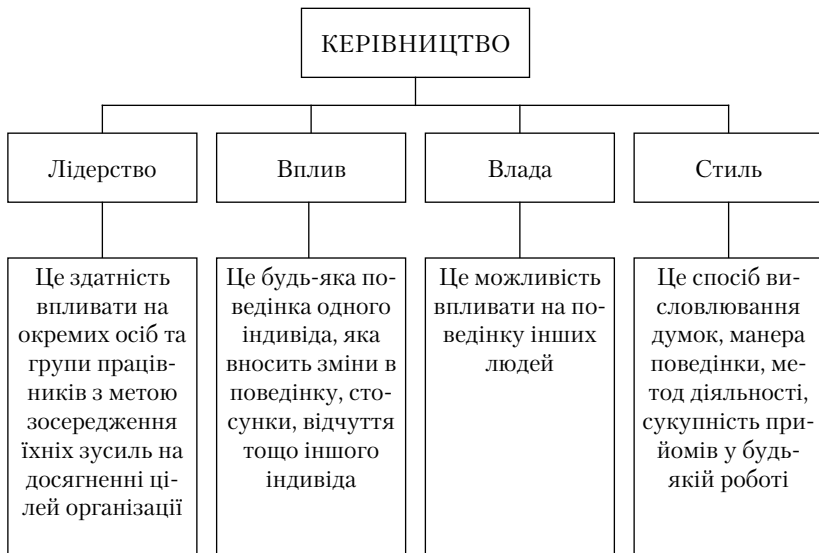 КЕРІВНИЦТВО
Лідерство
Вплив
Влада
Стиль
Це здатність
впливати на
окремих осіб та
групи праців-
ників з метою
зосередження
їхніх зусиль на
досягненні ці-
лей організації
Це будь-яка по-
ведінка одного
індивіда, яка
вносить зміни в
поведінку, сто-
сунки, відчуття
тощо іншого
індивіда
Це можливість
впливати на по-
ведінку інших
людей
Це спосіб ви-
словлювання
думок, манера
поведінки, ме-
тод діяльності,
сукупність при-
йомів у будь-
якій роботі